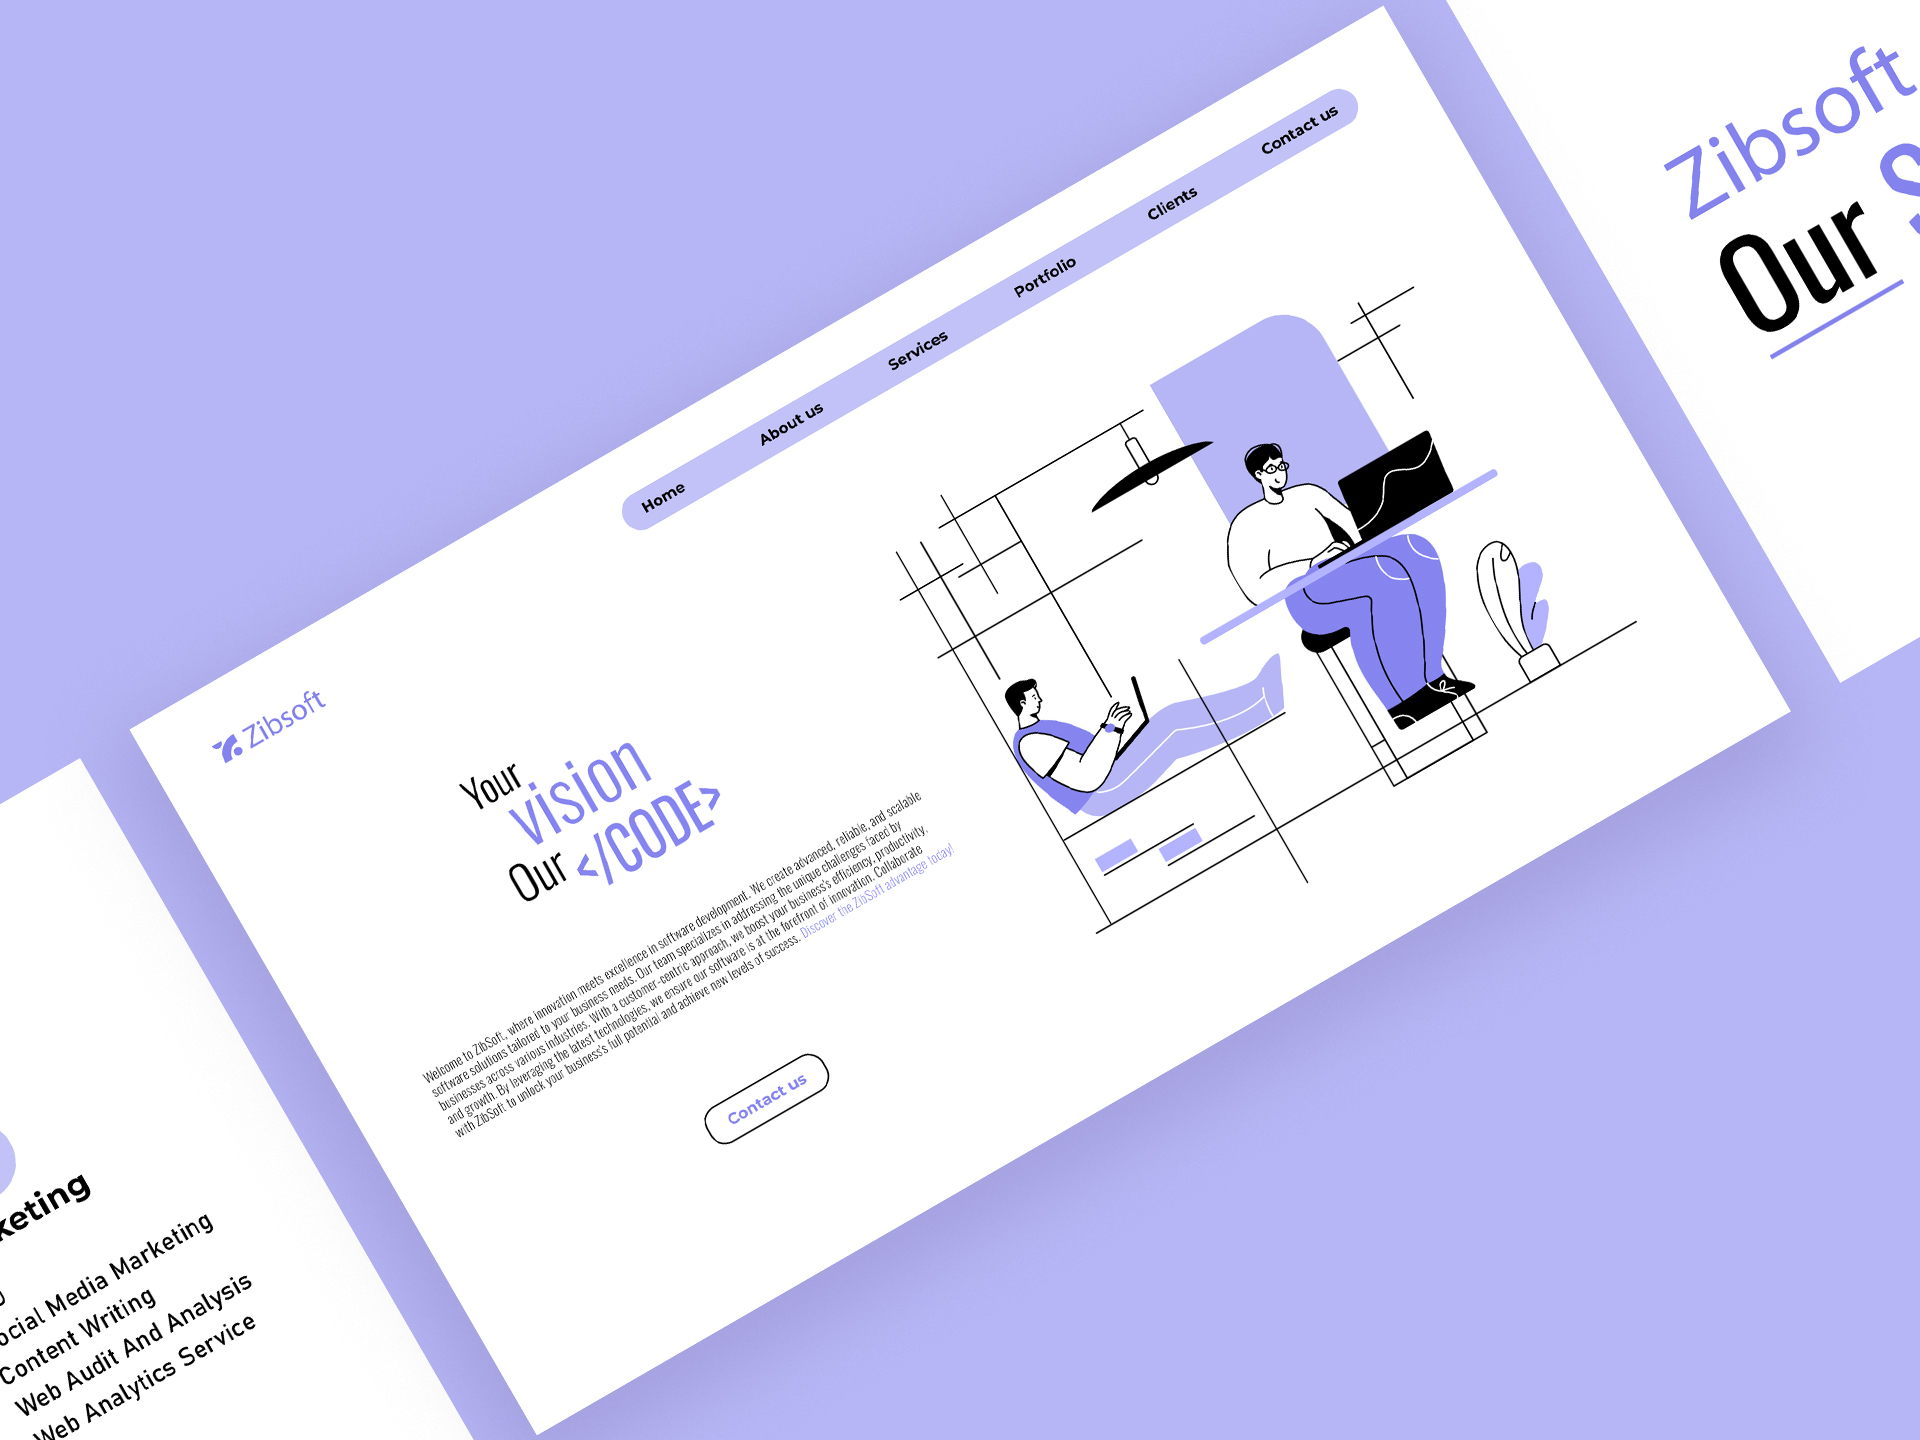 Home
About us
Services
Portfolio
Clients
Contact us
Zibsoft
Your
vision
Our </CODE>
Welcome to ZibSoft, where innovation meets excellence in software development. We create advanced, reliable, and scalable
software solutions tailored to your business needs. Our team specializes in addressing the unique challenges faced by
businesses across various industries. With a customer-centric approach, we boost your business's efficiency, productivity,
and growth. By leveraging the latest technologies, we ensure our software is at the forefront of innovation. Collaborate
with ZibSoft to unlock your business's full potential and achieve new levels of success. Discover the ZibSoft advantage today!
Contact us
Zibsoft
Our S
keting
ocial Media Marketing
Content Writing
Web Audit And Analysis
Web Analytics Service